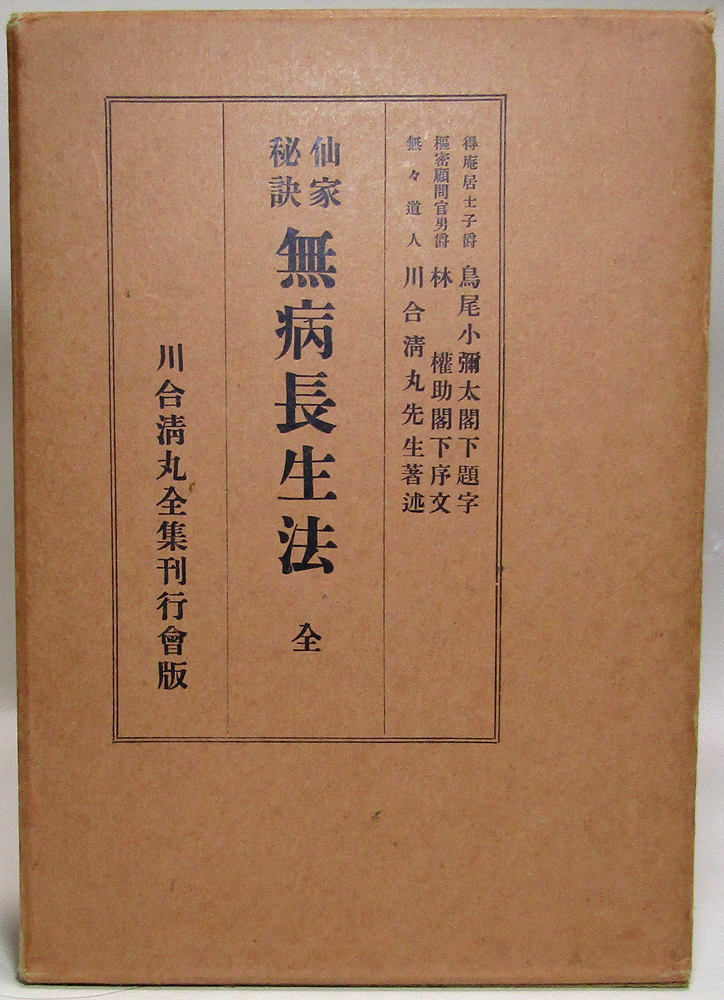 得庵居士子爵 鳥尾小彌太閣下題字
樞密顧問官男爵 林 權助閣下序文
無々道人 川合淸丸先生著述
仙家
秘訣
無病長生法 全
川合淸丸全集刊行會版